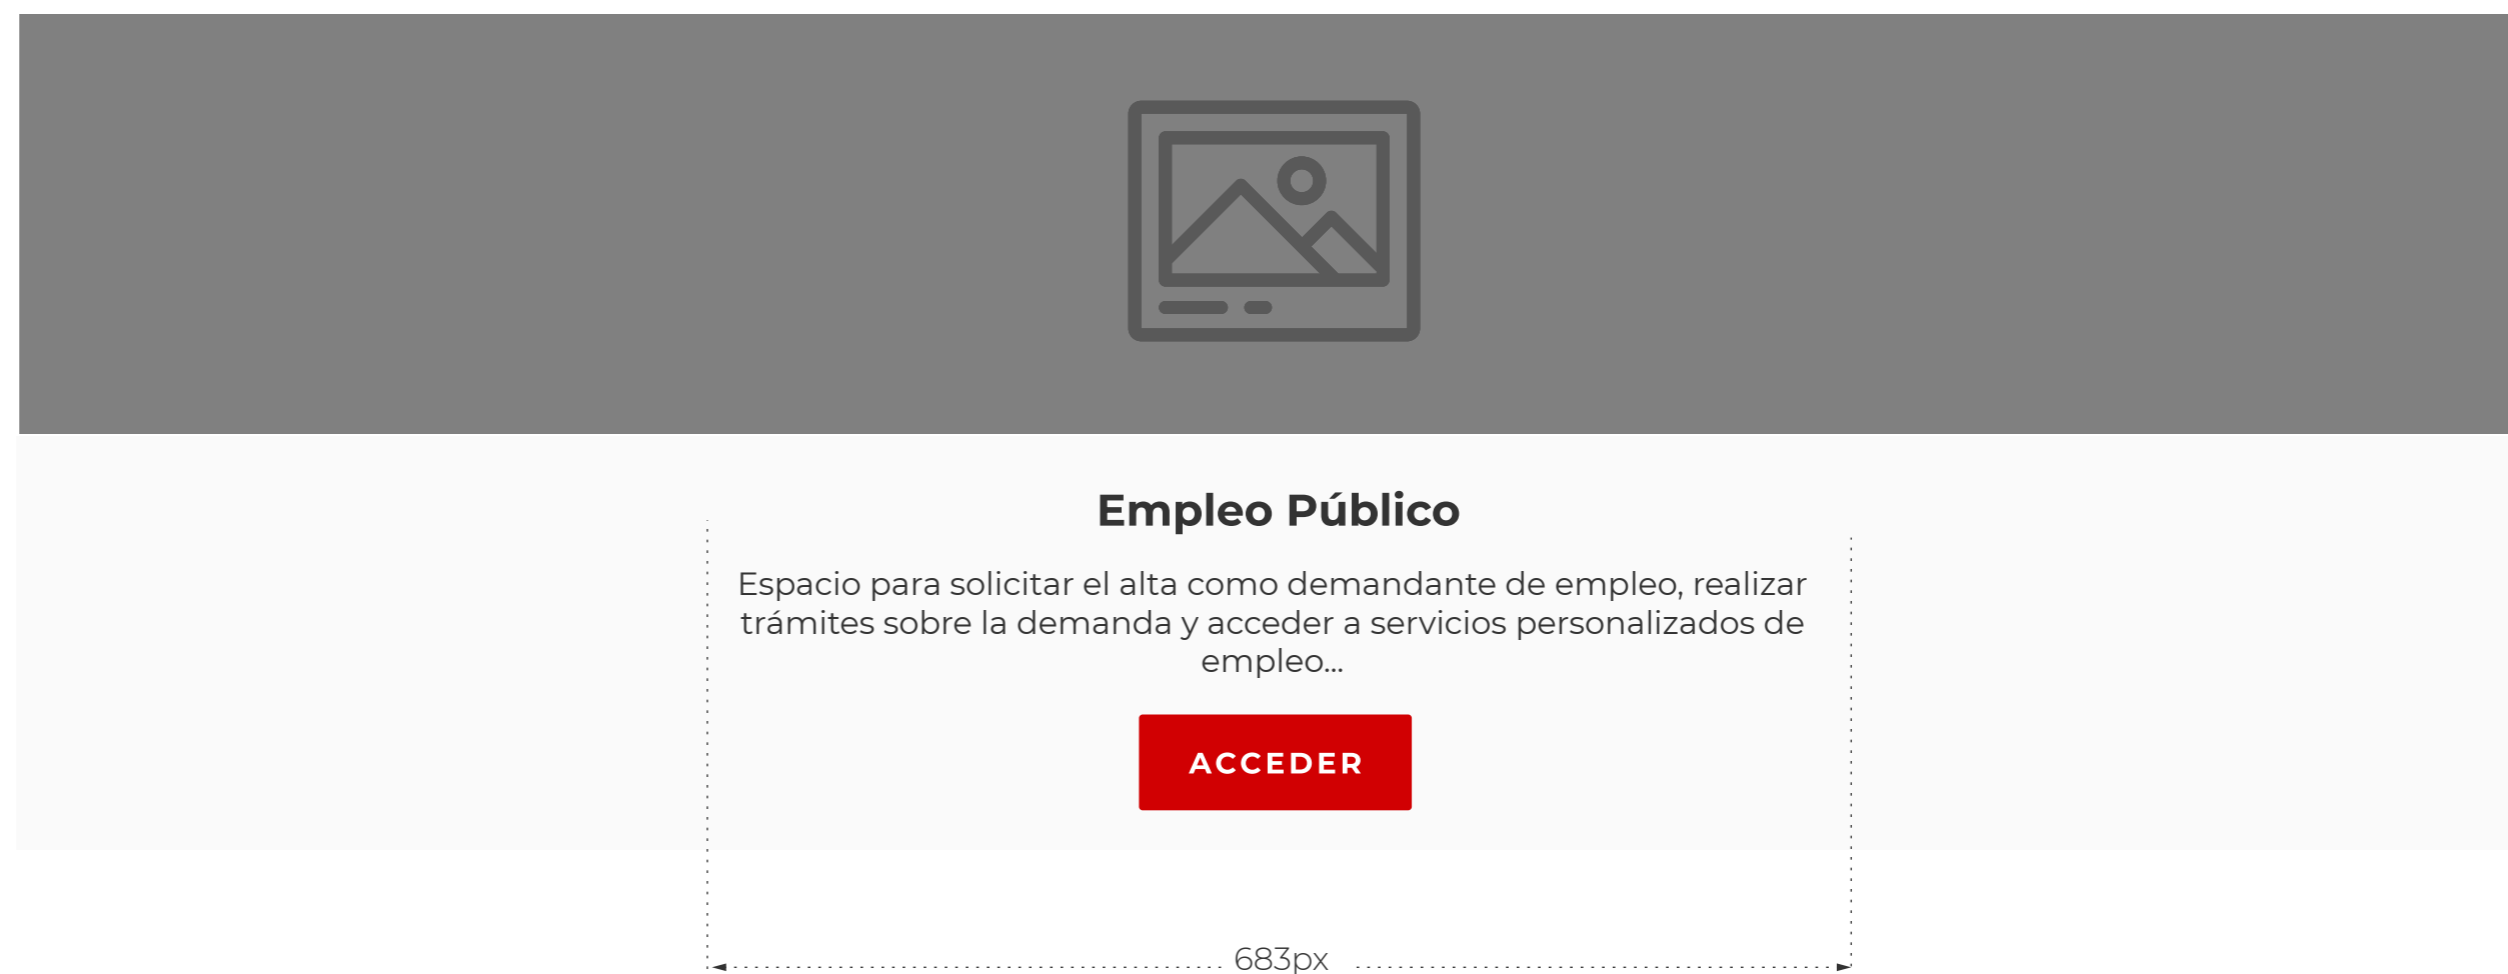 Empleo Público
Espacio para solicitar el alta como demandante de empleo, realizar
trámites sobre la demanda y acceder a servicios personalizados de
empleo...
ACCEDER
683px